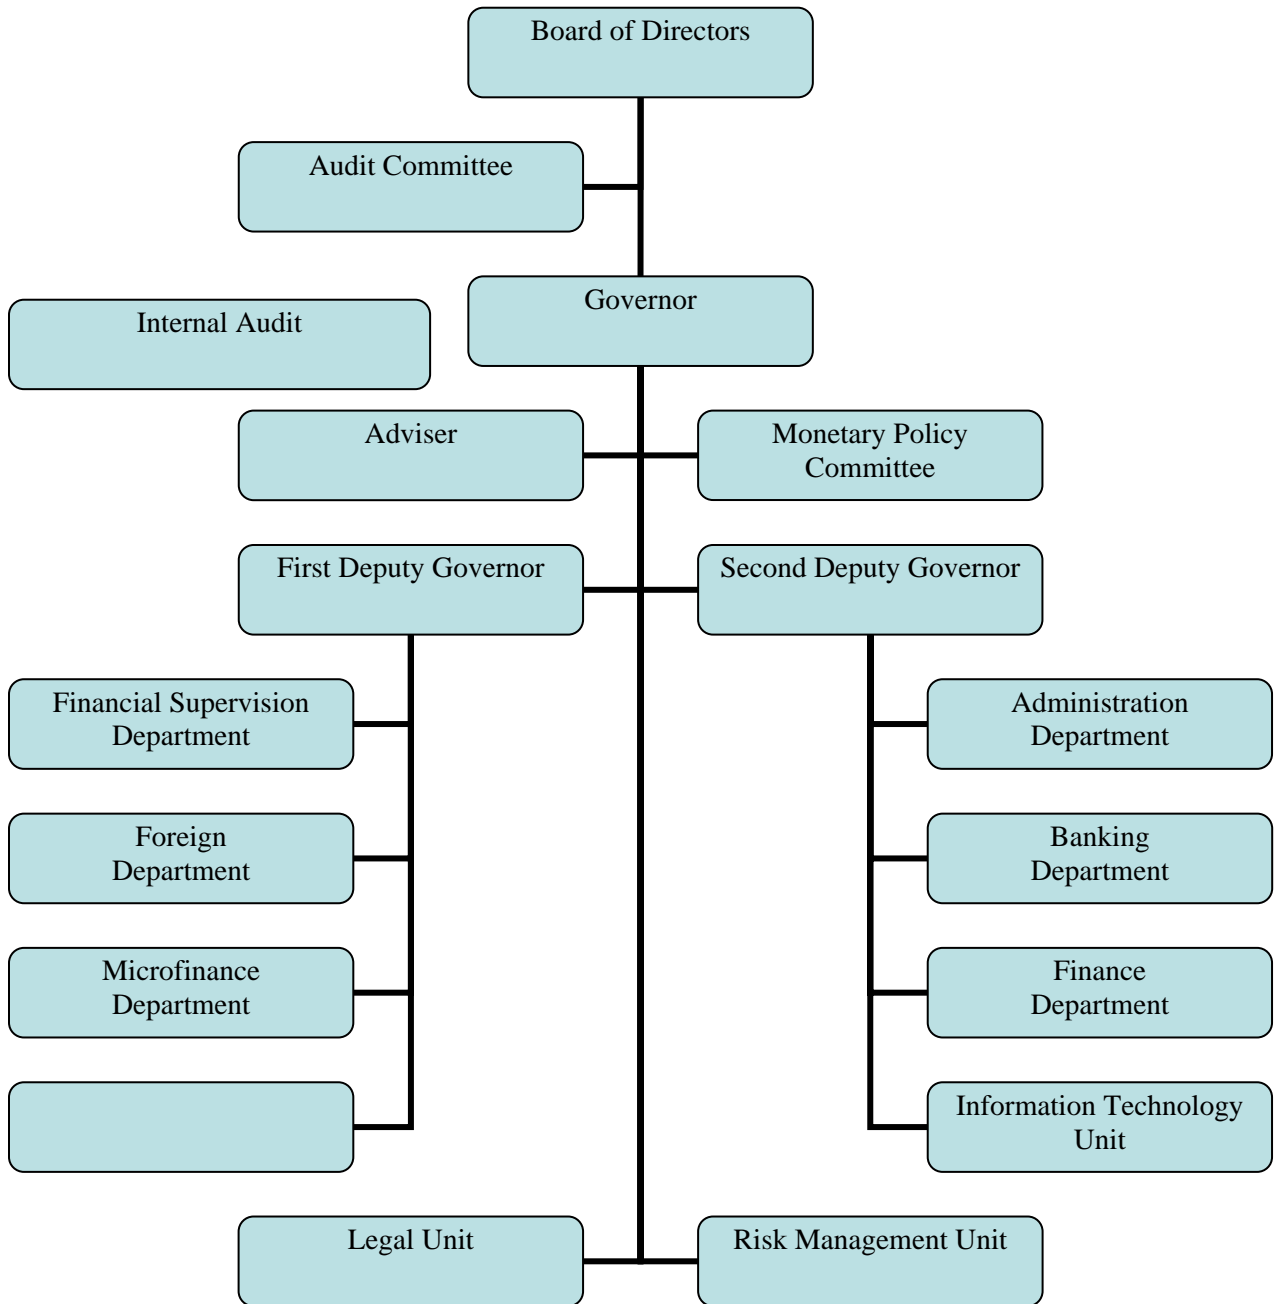 Board of Directors
Audit Committee
Governor
Internal Audit
Adviser
Monetary Policy
Committee
First Deputy Governor
Second Deputy Governor
Financial Supervision
Department
Administration
Department
Foreign
Department
Banking
Department
Microfinance
Department
Finance
Department
Information Technology
Unit
Legal Unit
Risk Management Unit